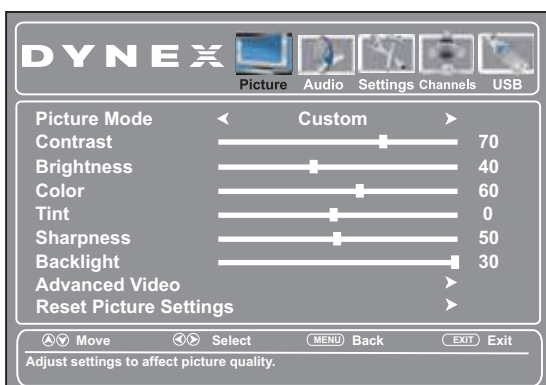 DYNEX
Picture Audio Settings Channels USB
Picture Mode Custom
Contrast 70
Brightness 40
Color 60
Tint 0
Sharpness 50
Backlight 30
Advanced Video
Reset Picture Settings
Move Select MENU Back EXIT Exit
Adjust settings to affect picture quality.